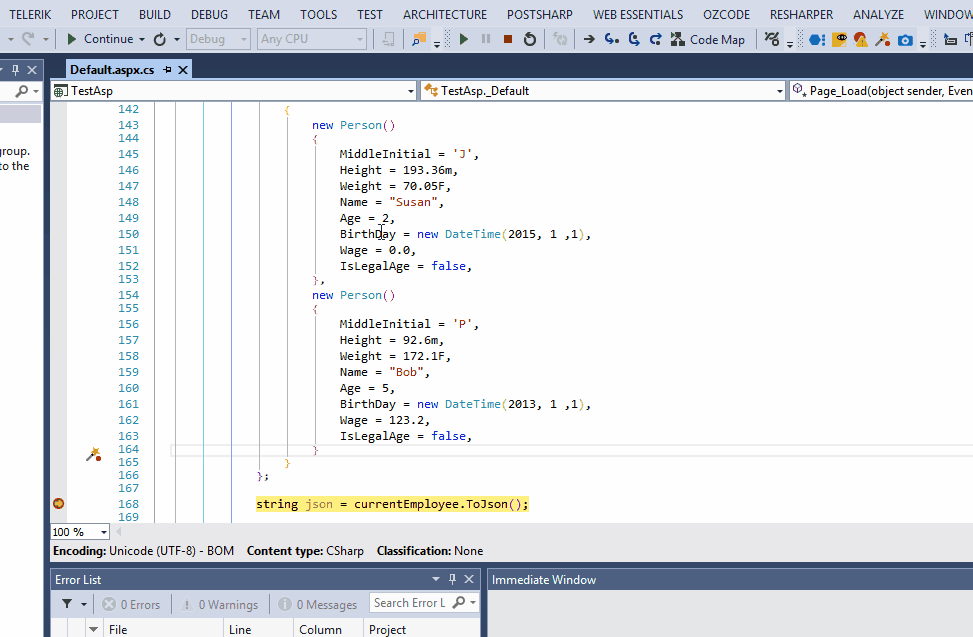 TELERIK PROJECT BUILD DEBUG TEAM TOOLS TEST ARCHITECTURE POSTSHARP WEB ESSENTIALS OZCODE RESHARPER ANALYZE WINDOW
Continue Debug Any CPU Code Map
Default.aspx.cs
TestAsp TestAsp._Default Page_Load(object sender, Even
142 {
143 new Person()
144 {
145 MiddleInitial = 'J',
146 Height = 193.36m,
147 Weight = 70.05F,
148 Name = "Susan",
149 Age = 2,
150 BirthDay = new DateTime(2015, 1 ,1),
151 Wage = 0.0,
152 IsLegalAge = false,
153 },
154 new Person()
155 {
156 MiddleInitial = 'P',
157 Height = 92.6m,
158 Weight = 172.1F,
159 Name = "Bob",
160 Age = 5,
161 BirthDay = new DateTime(2013, 1 ,1),
162 Wage = 123.2,
163 IsLegalAge = false,
164 }
165 }
166 };
167
168 string json = currentEmployee.ToJson();
169
group.
to the
100 %
Encoding: Unicode (UTF-8) - BOM Content type: CSharp Classification: None
Error List Immediate Window
0 Errors 0 Warnings 0 Messages Search Error L
File Line Column Project